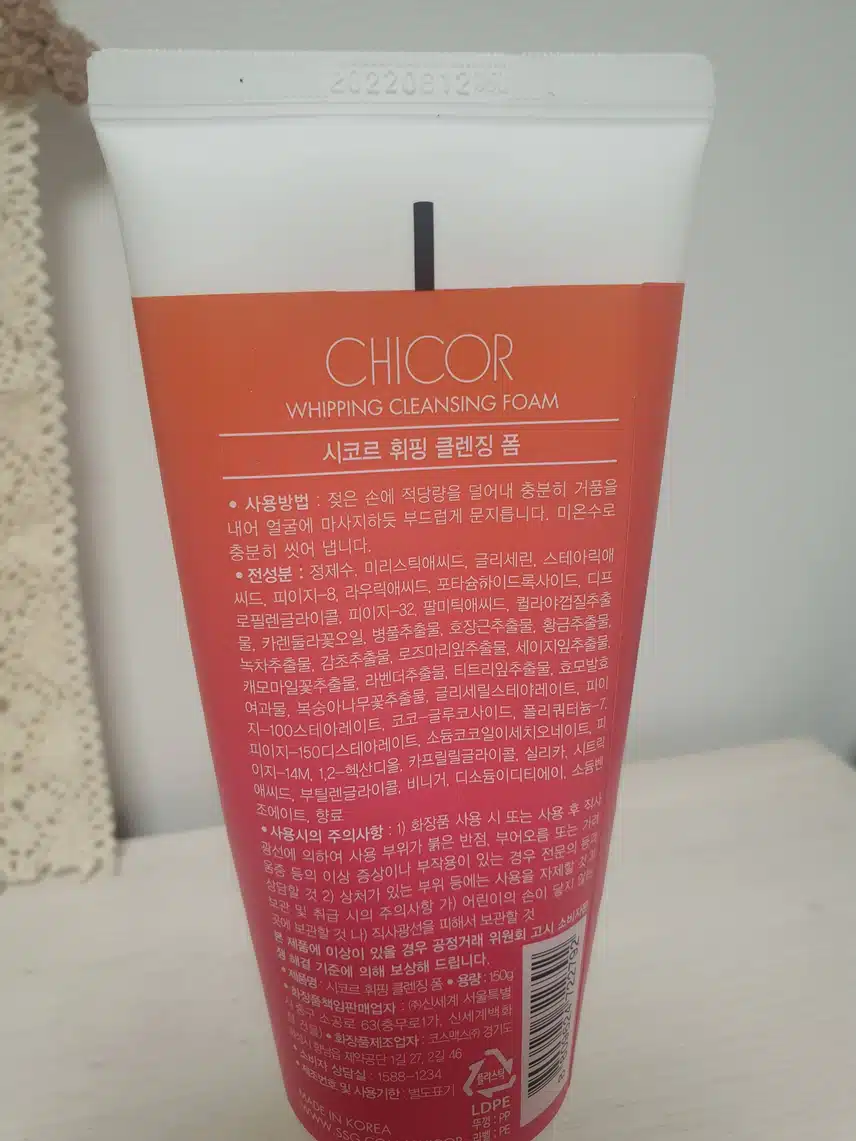 20220812
CHICOR
WHIPPING CLEANSING FOAM
시코르 휘핑 클렌징 폼
• 사용방법 : 젖은 손에 적당량을 덜어내 충분히 거품을
내어 얼굴에 마사지하듯 부드럽게 문지릅니다. 미온수로
충분히 씻어 냅니다.
• 전성분 : 정제수, 미리스틱애씨드, 글리세린, 스테아릭애
씨드, 피이지-8, 라우릭애씨드, 포타슘하이드록사이드, 디프
로필렌글라이콜, 피이지-32, 팔미틱애씨드, 퀼라야껍질추출
물, 카렌둘라꽃오일, 병풀추출물, 호장근추출물, 황금추출물,
녹차추출물, 감초추출물, 로즈마리잎추출물, 세이지잎추출물,
캐모마일꽃추출물, 라벤더추출물, 티트리잎추출물, 효모발효
여과물, 복숭아나무꽃추출물, 글리세릴스테아레이트, 피이
지-100스테아레이트, 코코-글루코사이드, 폴리쿼터늄-7,
피이지-150디스테아레이트, 소듐코코일이세치오네이트, 피
이지-14M, 1,2-헥산디올, 카프릴릴글라이콜, 실리카, 시트릭
애씨드, 부틸렌글라이콜, 비니거, 디소듐이디티에이, 소듐벤
조에이트, 향료
• 사용시의 주의사항 : 1) 화장품 사용 시 또는 사용 후 직사
광선에 의하여 사용 부위가 붉은 반점, 부어오름 또는 가려
움증 등의 이상 증상이나 부작용이 있는 경우 전문의 등과
상담할 것 2) 상처가 있는 부위 등에는 사용을 자제할 것 3)
보관 및 취급 시의 주의사항 가) 어린이의 손이 닿지 않는
곳에 보관할 것 나) 직사광선을 피해서 보관할 것
본 제품에 이상이 있을 경우 공정거래 위원회 고시 소비자분
쟁 해결 기준에 의해 보상해 드립니다.
• 제품명 : 시코르 휘핑 클렌징 폼 • 용량 : 150g
• 화장품책임판매업자 : ㈜신세계 서울특별
시 중구 소공로 63(충무로1가, 신세계백화
점 건물) • 화장품제조업자 : 코스맥스㈜ 경기도
화성시 향남읍 제약공단 1길 27, 2길 46
• 소비자 상담실 : 1588-1234
• 제조번호 및 사용기한 : 별도표기
플라스틱
LDPE
뚜껑 : PP
라벨 : PE
MADE IN KOREA